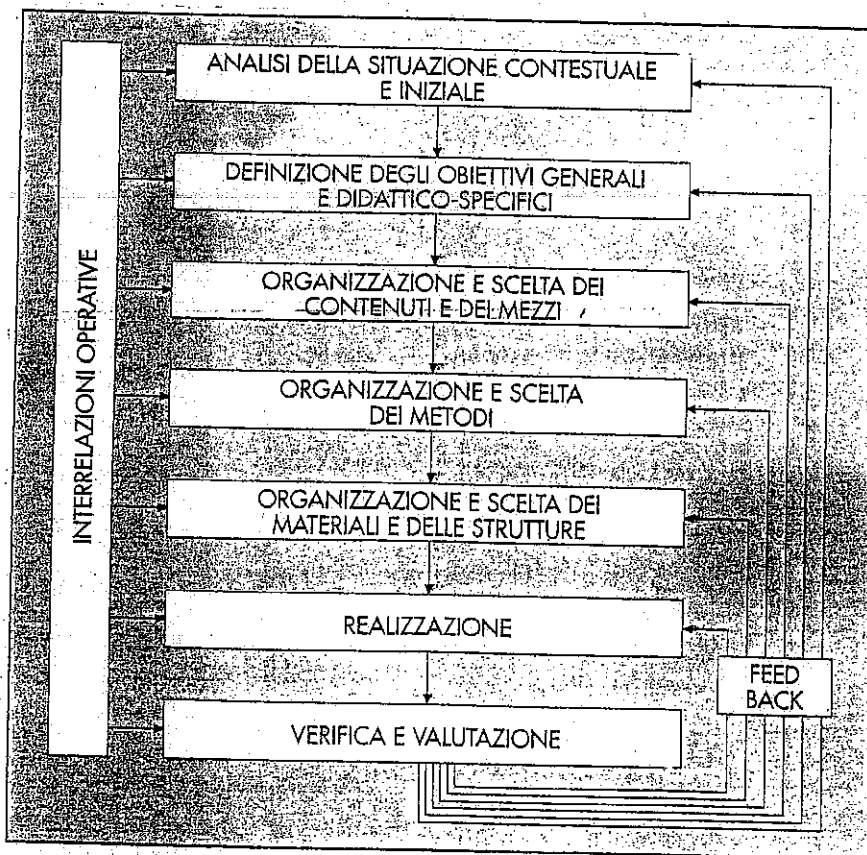 INTERRELAZIONI OPERATIVE
ANALISI DELLA SITUAZIONE CONTESTUALE
E INIZIALE
DEFINIZIONE DEGLI OBIETTIVI GENERALI
E DIDATTICO-SPECIFICI
ORGANIZZAZIONE E SCELTA DEI
CONTENUTI E DEI MEZZI
ORGANIZZAZIONE E SCELTA
DEI METODI
ORGANIZZAZIONE E SCELTA DEI
MATERIALI E DELLE STRUTTURE
REALIZZAZIONE
VERIFICA E VALUTAZIONE
FEED
BACK